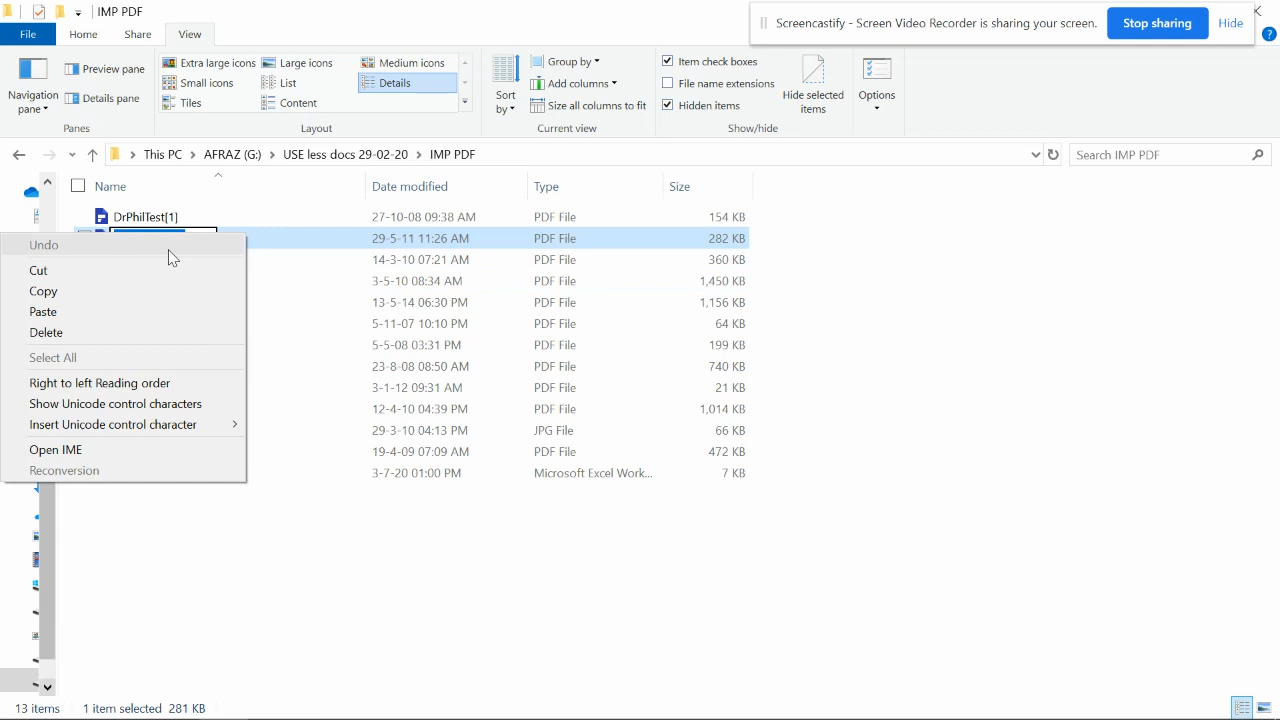 IMP PDF
Screencastify - Screen Video Recorder is sharing your screen. Stop sharing Hide
File Home Share View
Navigation pane
Preview pane
Details pane
Panes
Extra large icons Large icons Medium icons
Small icons List Details
Tiles Content
Layout
Sort by
Group by
Add columns
Size all columns to fit
Current view
Item check boxes
File name extensions
Hidden items
Hide selected items
Show/hide
Options
This PC > AFRAZ (G:) > USE less docs 29-02-20 > IMP PDF
Search IMP PDF
Name Date modified Type Size
DrPhilTest[1] 27-10-08 09:38 AM PDF File 154 KB
29-5-11 11:26 AM PDF File 282 KB
14-3-10 07:21 AM PDF File 360 KB
3-5-10 08:34 AM PDF File 1,450 KB
13-5-14 06:30 PM PDF File 1,156 KB
5-11-07 10:10 PM PDF File 64 KB
5-5-08 03:31 PM PDF File 199 KB
23-8-08 08:50 AM PDF File 740 KB
3-1-12 09:31 AM PDF File 21 KB
12-4-10 04:39 PM PDF File 1,014 KB
29-3-10 04:13 PM JPG File 66 KB
19-4-09 07:09 AM PDF File 472 KB
3-7-20 01:00 PM Microsoft Excel Work... 7 KB
Undo
Cut
Copy
Paste
Delete
Select All
Right to left Reading order
Show Unicode control characters
Insert Unicode control character
Open IME
Reconversion
13 items 1 item selected 281 KB